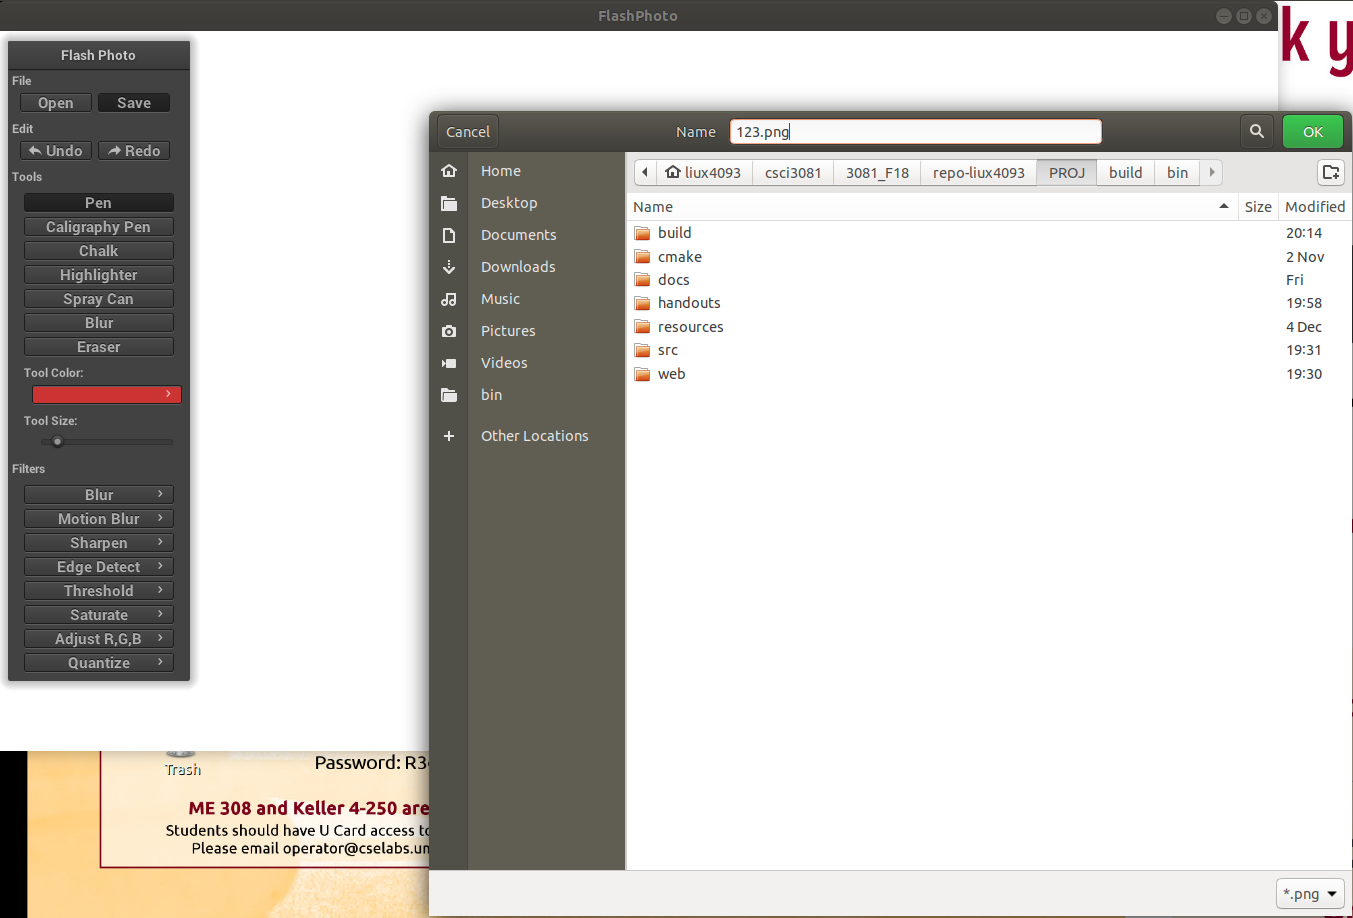 FlashPhoto
k y
Flash Photo
File
Open Save
Edit
Undo Redo
Tools
Pen
Caligraphy Pen
Chalk
Highlighter
Spray Can
Blur
Eraser
Tool Color:
Tool Size:
Filters
Blur
Motion Blur
Sharpen
Edge Detect
Threshold
Saturate
Adjust R,G,B
Quantize
Cancel Name 123.png OK
Home
Desktop
Documents
Downloads
Music
Pictures
Videos
bin
Other Locations
liux4093 csci3081 3081_F18 repo-liux4093 PROJ build bin
Name Size Modified
build 20:14
cmake 2 Nov
docs Fri
handouts 19:58
resources 4 Dec
src 19:31
web 19:30
*.png
Trash
Password: R3
ME 308 and Keller 4-250 are
Students should have U Card access to
Please email operator@cselabs.um